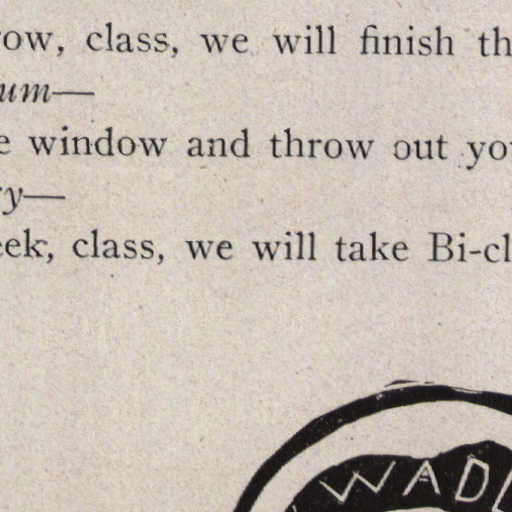 ow, class, we will finish th
um—
e window and throw out yo
y—
eek, class, we will take Bi-cl
WADL